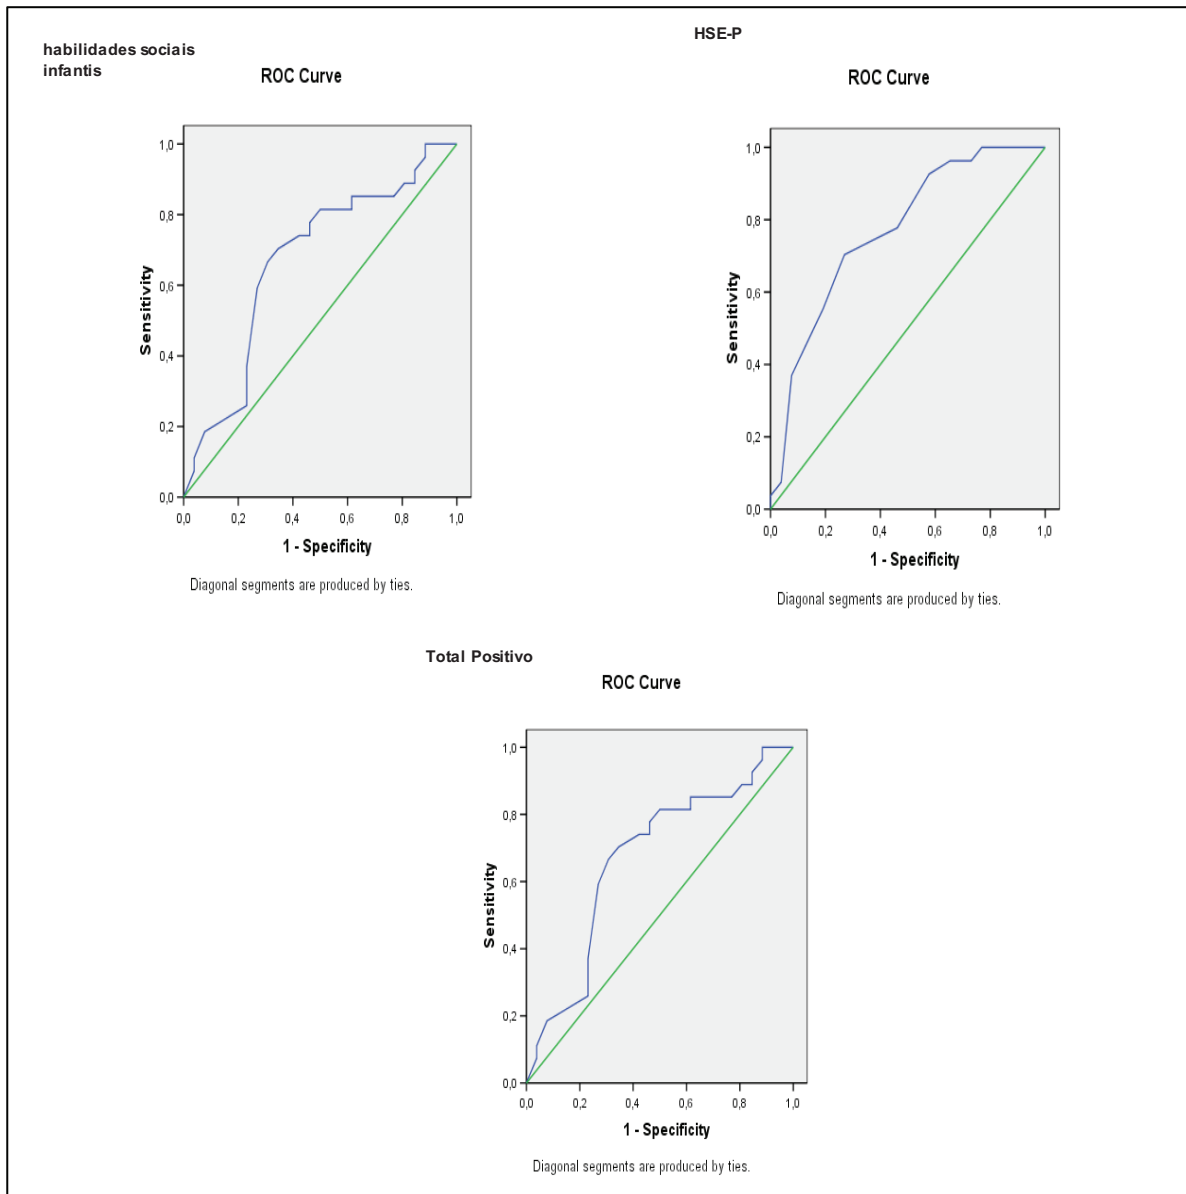 habilidades sociais
infantis
ROC Curve
1,0
0,8
0,6
0,4
0,2
0,0
Sensitivity
0,0 0,2 0,4 0,6 0,8 1,0
1 - Specificity
Diagonal segments are produced by ties.
HSE-P
ROC Curve
1,0
0,8
0,6
0,4
0,2
0,0
Sensitivity
0,0 0,2 0,4 0,6 0,8 1,0
1 - Specificity
Diagonal segments are produced by ties.
Total Positivo
ROC Curve
1,0
0,8
0,6
0,4
0,2
0,0
Sensitivity
0,0 0,2 0,4 0,6 0,8 1,0
1 - Specificity
Diagonal segments are produced by ties.